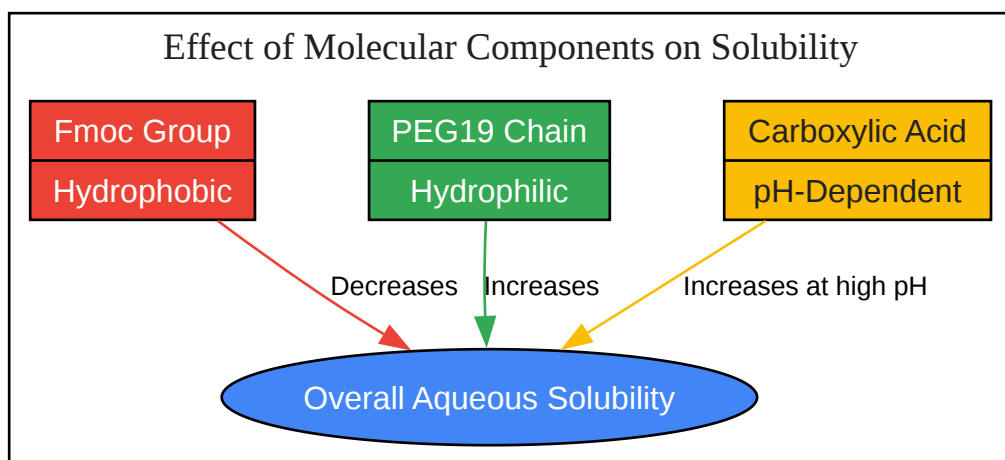 Effect of Molecular Components on Solubility
Fmoc Group
Hydrophobic
PEG19 Chain
Hydrophilic
Carboxylic Acid
pH-Dependent
Decreases
Increases
Increases at high pH
Overall Aqueous Solubility